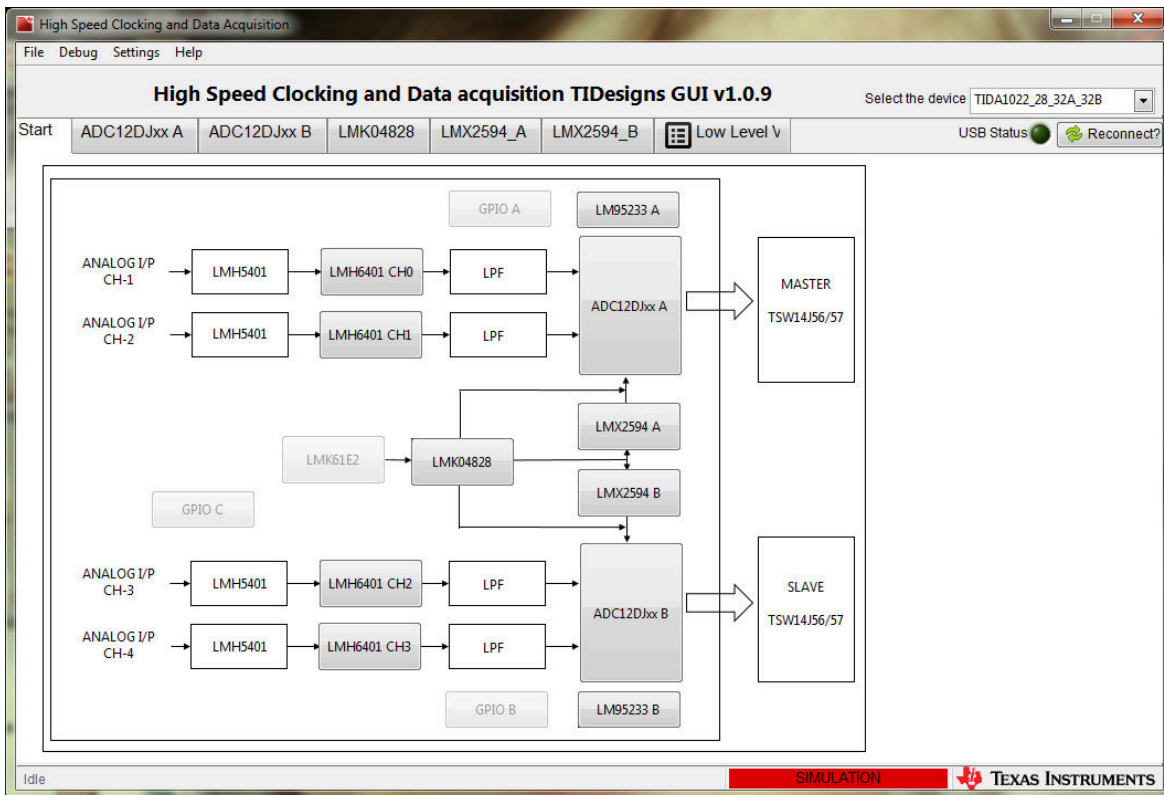 High Speed Clocking and Data Acquisition
File Debug Settings Help
High Speed Clocking and Data acquisition TIDesigns GUI v1.0.9
Select the device TIDA1022_28_32A_32B
Start ADC12DJxx A ADC12DJxx B LMK04828 LMX2594_A LMX2594_B Low Level V
USB Status Reconnect?
GPIO A LM95233 A
ANALOG I/P
CH-1
LMH5401 LMH6401 CH0 LPF
ADC12DJxx A
MASTER
TSW14J56/57
ANALOG I/P
CH-2
LMH5401 LMH6401 CH1 LPF
LMX2594 A
LMK61E2 LMK04828
LMX2594 B
GPIO C
ANALOG I/P
CH-3
LMH5401 LMH6401 CH2 LPF
ADC12DJxx B
SLAVE
TSW14J56/57
ANALOG I/P
CH-4
LMH5401 LMH6401 CH3 LPF
GPIO B LM95233 B
Idle SIMULATION TEXAS INSTRUMENTS